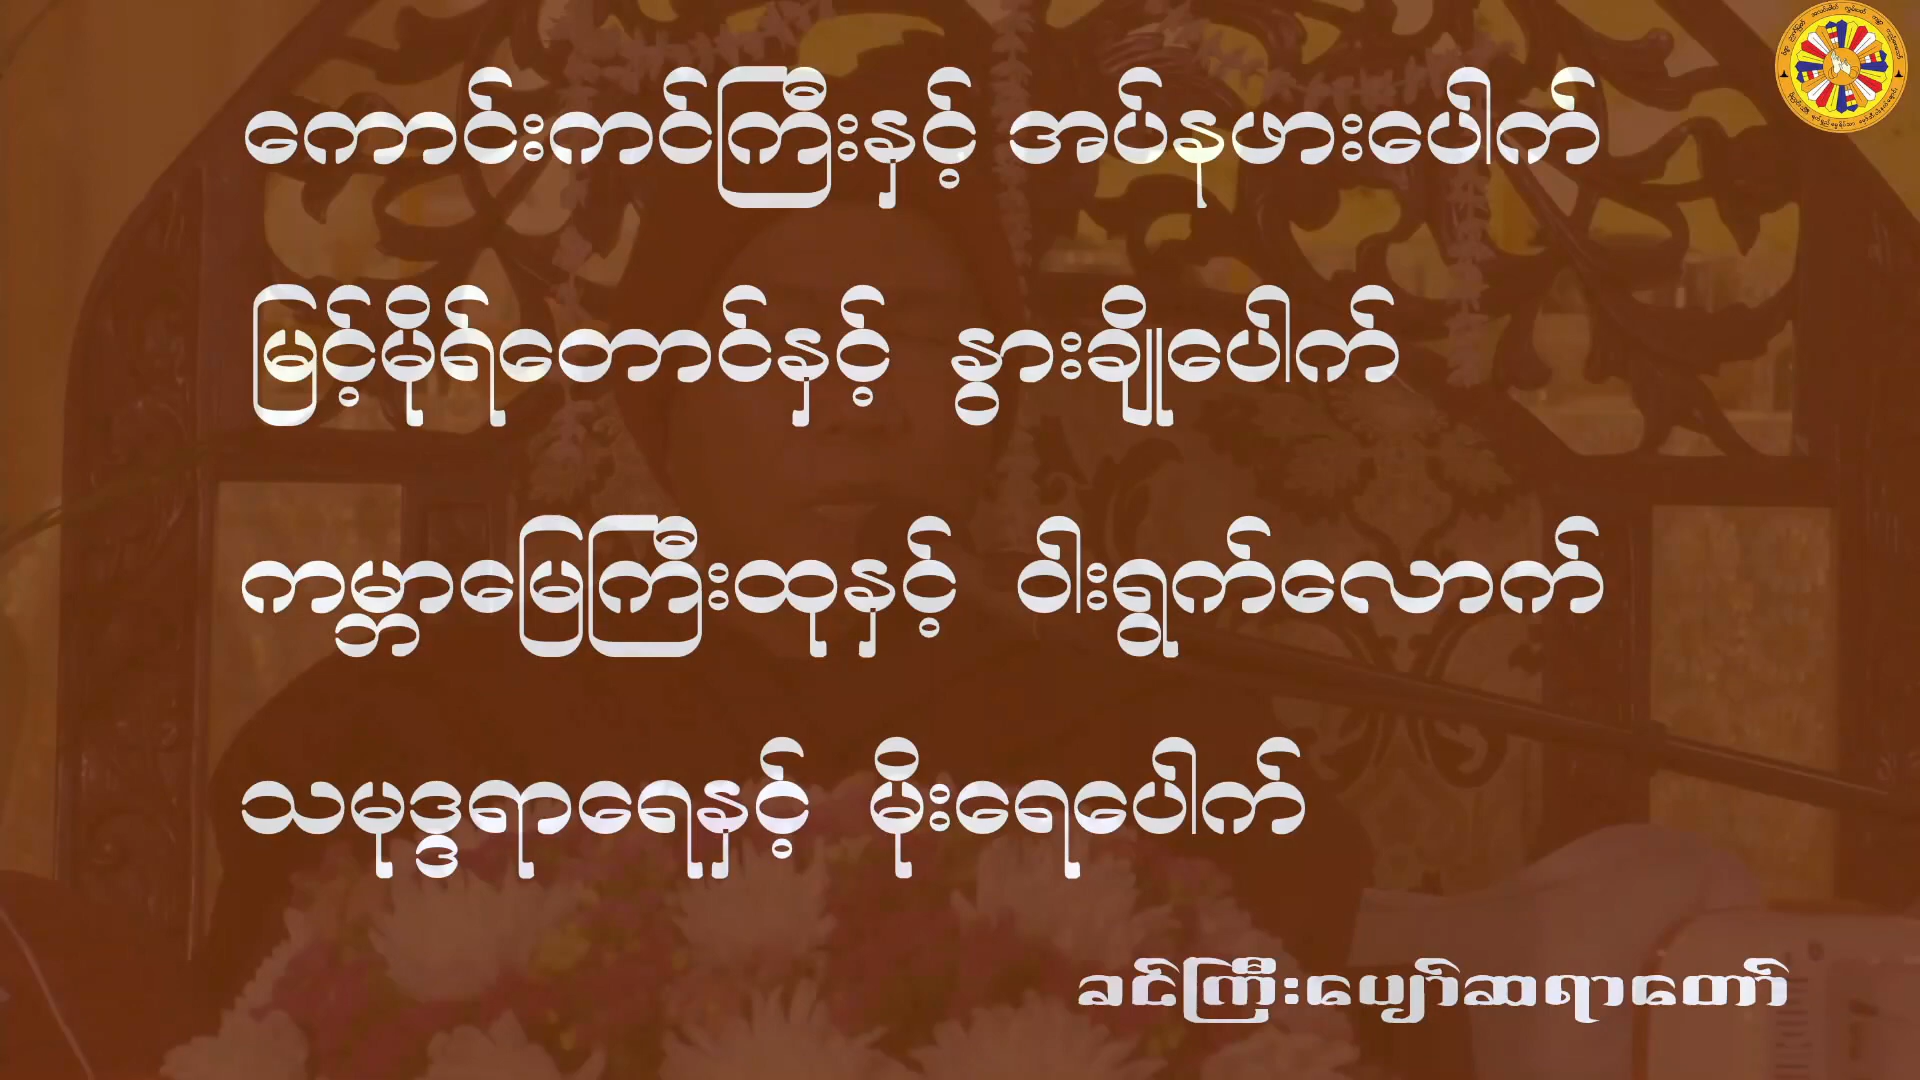 ကောင်းကင်ကြီးနှင့် အပ်နဖားပေါက်
မြင့်မိုရ်တောင်နှင့် နွားချိုပေါက်
ကမ္ဘာမြေကြီးထုနှင့် ဝါးရွက်လောက်
သမုဒ္ဒရာရေနှင့် မိုးရေပေါက်
ခင်ကြီးပျော်ဆရာတော်